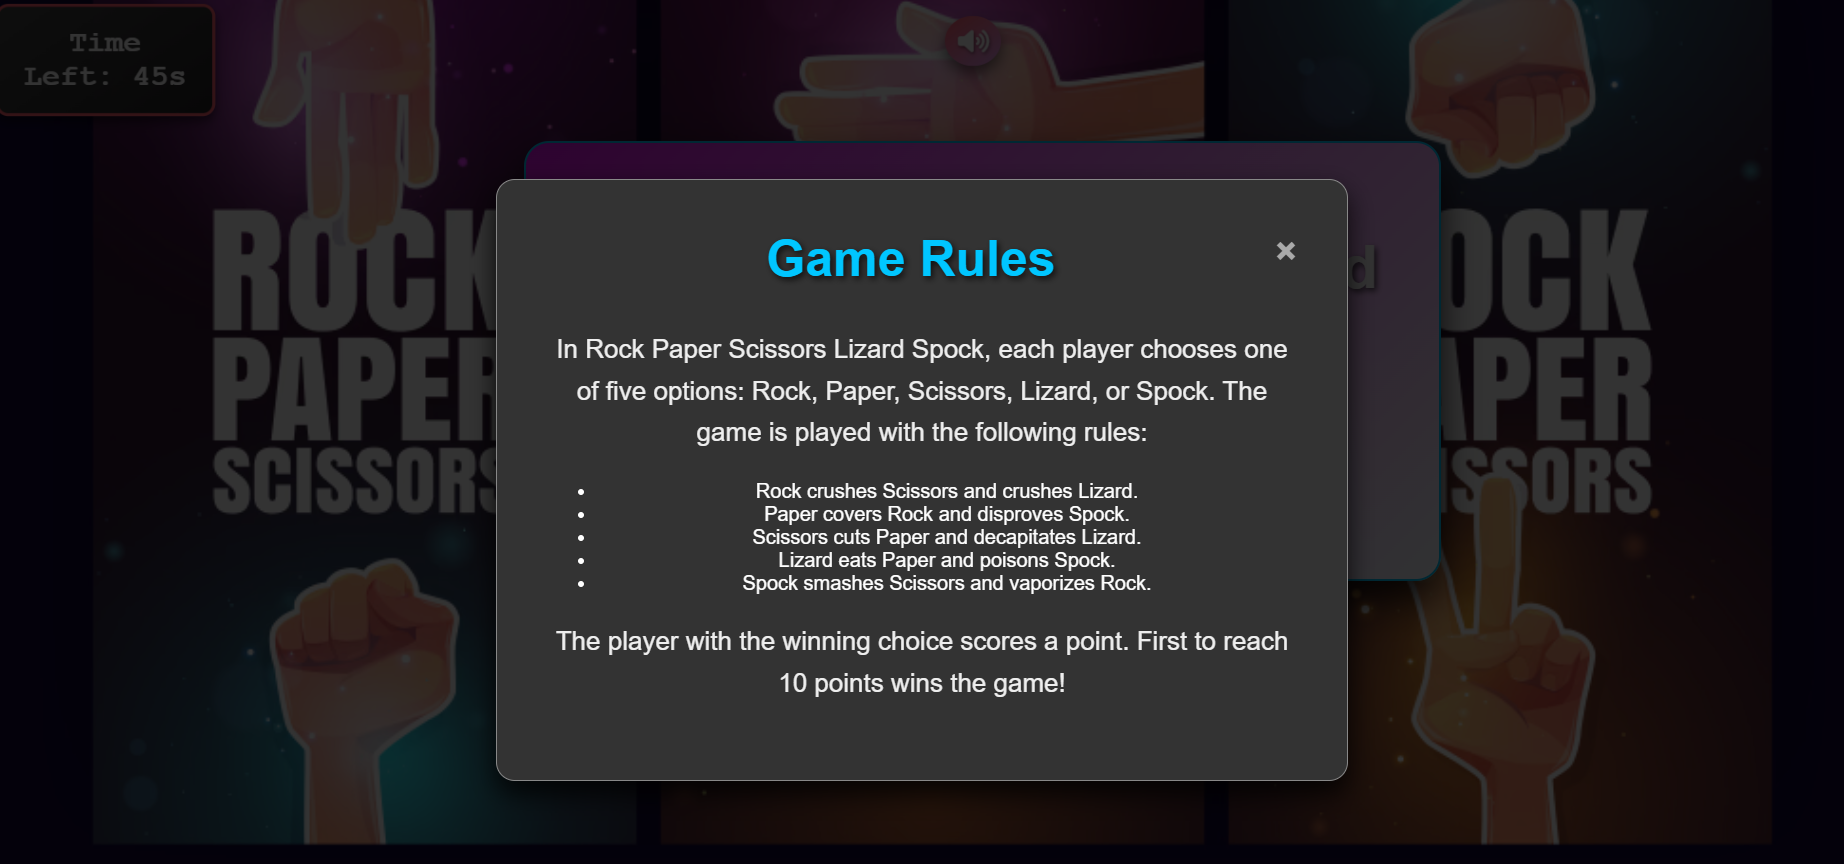 Time
Left: 45s
ROCK
PAPER
SCISSORS
Game Rules
×
In Rock Paper Scissors Lizard Spock, each player chooses one
of five options: Rock, Paper, Scissors, Lizard, or Spock. The
game is played with the following rules:
• Rock crushes Scissors and crushes Lizard.
• Paper covers Rock and disproves Spock.
• Scissors cuts Paper and decapitates Lizard.
• Lizard eats Paper and poisons Spock.
• Spock smashes Scissors and vaporizes Rock.
The player with the winning choice scores a point. First to reach
10 points wins the game!
d
OCK
APER
ISSORS